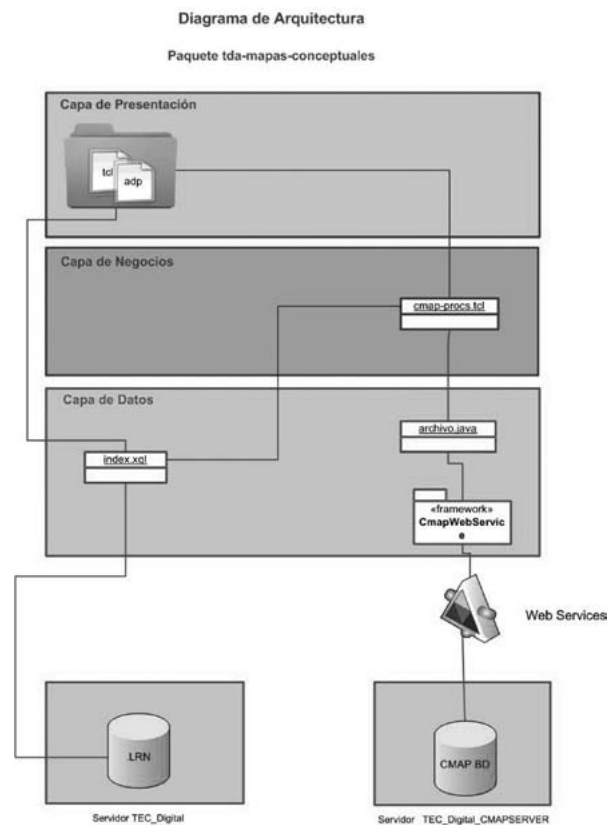 Diagrama de Arquitectura
Paquete tda-mapas-conceptuales
Capa de Presentación
tcl
adp
Capa de Negocios
cmap-procs.tcl
Capa de Datos
index.xql
archivo.java
«framework»
CmapWebServic
e
Web Services
.LRN
CMAP BD
Servidor TEC_Digital
Servidor TEC_Digital_CMAPSERVER